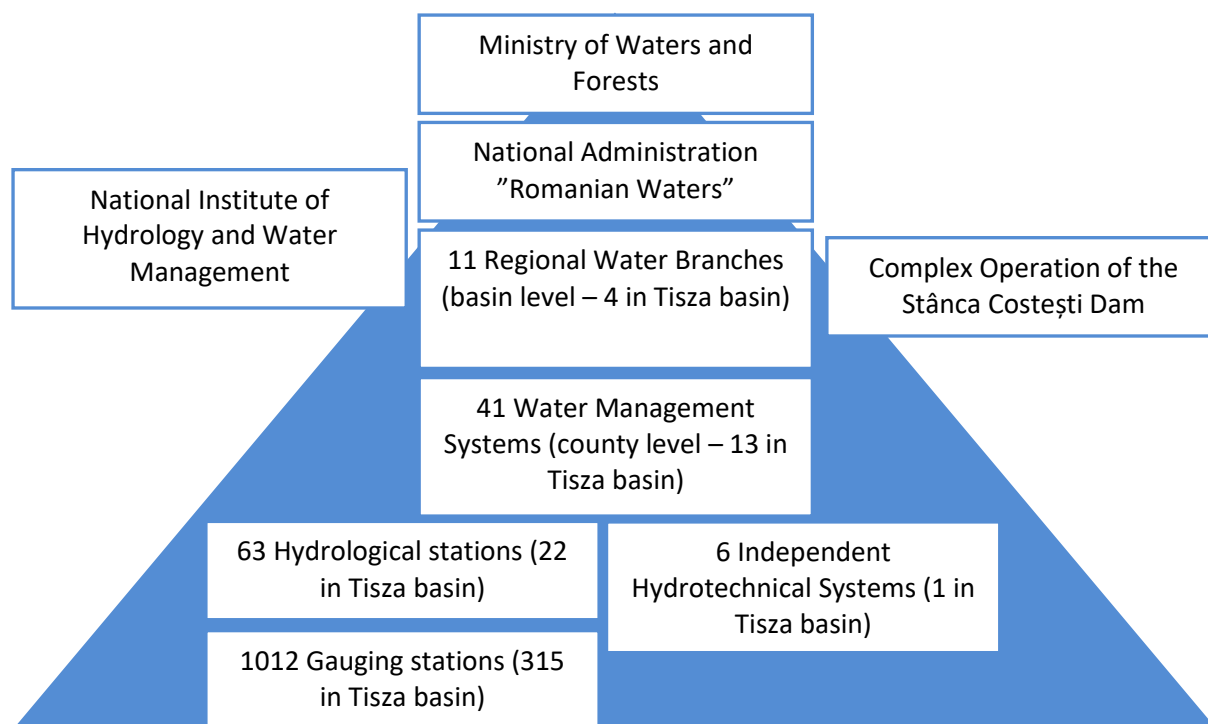 Ministry of Waters and
Forests
National Administration
”Romanian Waters”
National Institute of
Hydrology and Water
Management
11 Regional Water Branches
(basin level – 4 in Tisza basin)
Complex Operation of the
Stânca Costești Dam
41 Water Management
Systems (county level – 13 in
Tisza basin)
63 Hydrological stations (22
in Tisza basin)
6 Independent
Hydrotechnical Systems (1 in
Tisza basin)
1012 Gauging stations (315
in Tisza basin)